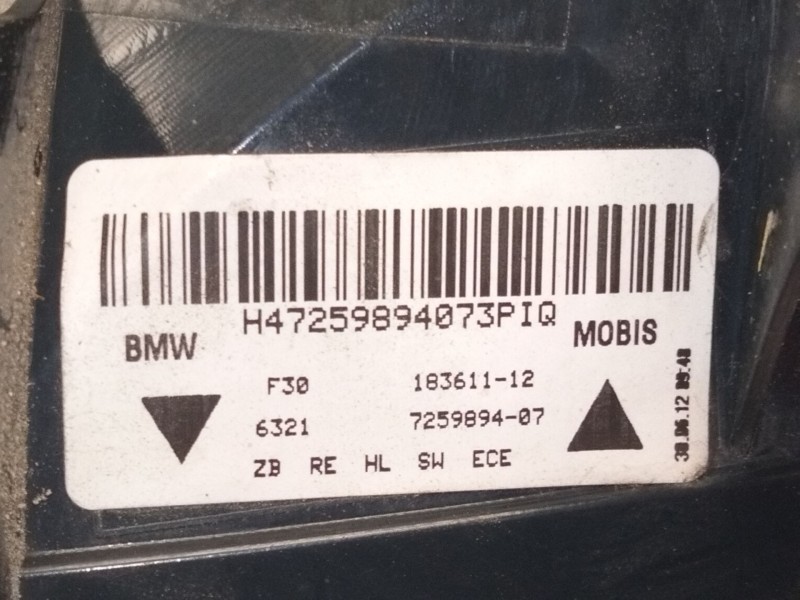 H47259894073PIQ
BMW
MOBIS
F30 183611-12
6321 7259894-07
ZB RE HL SW ECE
30.06.12 09:48